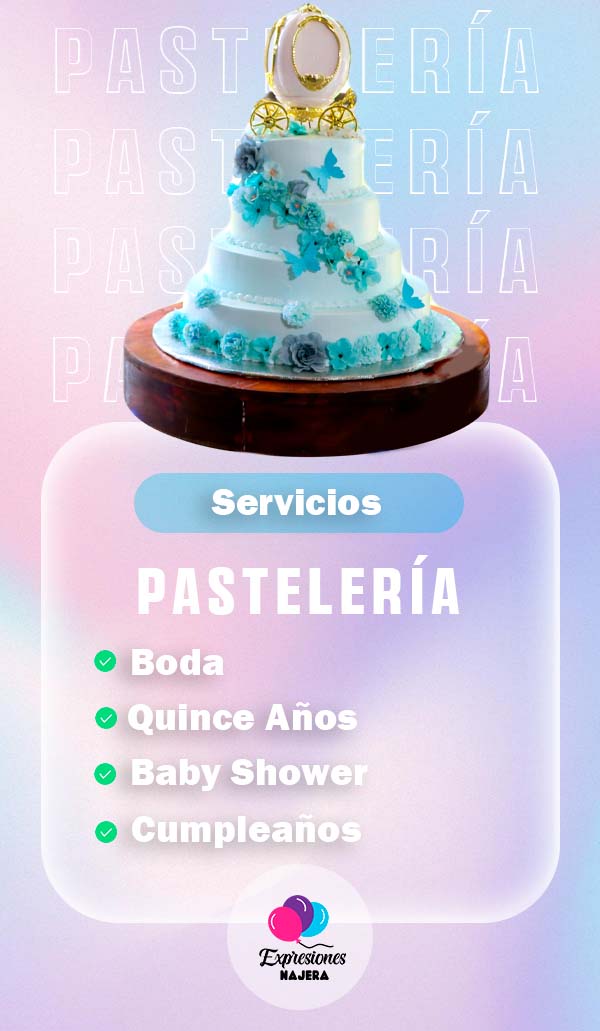 PASTELERÍA
PASTELERÍA
PASTELERÍA
PASTELERÍA
Servicios
PASTELERÍA
Boda
Quince Años
Baby Shower
Cumpleaños
Expresiones
NAJERA